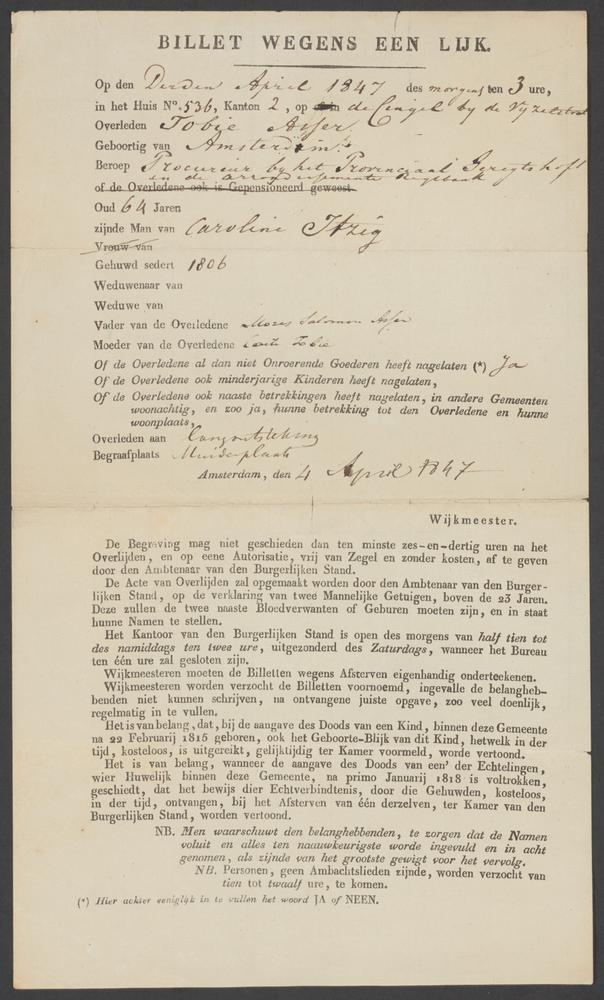 BILLET WEGENS EEN LIJK.
Op den Derden April 1847 des morgens ten 3 ure,
in het Huis N°. 536, Kanton 2, op de Cingel by de Vyzelstraat
Overleden Tobie Asser
Geboortig van Amsterdam
Beroep Procureur by het Provinciaal Geregtshoff
en de arrondissements Regtbank
of de Overledene ook is Gepensioneerd geweest
Oud 64 Jaren
zijnde Man van Caroline Itzig
Vrouw van
Gehuwd sedert 1806
Weduwenaar van
Weduwe van
Vader van de Overledene Mozes Salomon Asser
Moeder van de Overledene Tobie
Of de Overledene al dan niet Onroerende Goederen heeft nagelaten (*) Ja
Of de Overledene ook minderjarige Kinderen heeft nagelaten,
Of de Overledene ook naaste betrekkingen heeft nagelaten, in andere Gemeenten
woonachtig, en zoo ja, hunne betrekking tot den Overledene en hunne
woonplaats,
Overleden aan longontsteking
Begraafplaats Muiderplaats
Amsterdam, den 4 April 1847
Wijkmeester.
De Begraving mag niet geschieden dan ten minste zes-en-dertig uren na het
Overlijden, en op eene Autorisatie, vrij van Zegel en zonder kosten, af te geven
door den Ambtenaar van den Burgerlijken Stand.
De Acte van Overlijden zal opgemaakt worden door den Ambtenaar van den Burger-
lijken Stand, op de verklaring van twee Mannelijke Getuigen, boven de 23 Jaren.
Deze zullen de twee naaste Bloedverwanten of Geburen moeten zijn, en in staat
hunne Namen te stellen.
Het Kantoor van den Burgerlijken Stand is open des morgens van half tien tot
des namiddags ten twee ure, uitgezonderd des Zaturdags, wanneer het Bureau
ten één ure zal gesloten zijn.
Wijkmeesteren moeten de Billetten wegens Afsterven eigenhandig onderteekenen.
Wijkmeesteren worden verzocht de Billetten voornoemd, ingevalle de belangheb-
benden niet kunnen schrijven, na ontvangene juiste opgave, zoo veel doenlijk,
regelmatig in te vullen.
Het is van belang, dat, bij de aangave des Doods van een Kind, binnen deze Gemeente
na 22 Februarij 1815 geboren, ook het Geboorte-Blijk van dit Kind, hetwelk in der
tijd, kosteloos, is uitgereikt, gelijktijdig ter Kamer voormeld, worde vertoond.
Het is van belang, wanneer de aangave des Doods van een' der Echtelingen,
wier Huwelijk binnen deze Gemeente, na primo Januarij 1818 is voltrokken,
geschiedt, dat het bewijs dier Echtverbindtenis, door die Gehuwden, kosteloos,
in der tijd, ontvangen, bij het Afsterven van één derzelven, ter Kamer van den
Burgerlijken Stand, worden vertoond.
NB. Men waarschuwt den belanghebbenden, te zorgen dat de Namen
voluit en alles ten naauwkeurigste worde ingevuld en in acht
genomen, als zijnde van het grootste gewigt voor het vervolg.
NB. Personen, geen Ambachtslieden zijnde, worden verzocht van
tien tot twaalf ure, te komen.
(*) Hier achter eeniglijk in te vullen het woord JA of NEEN.